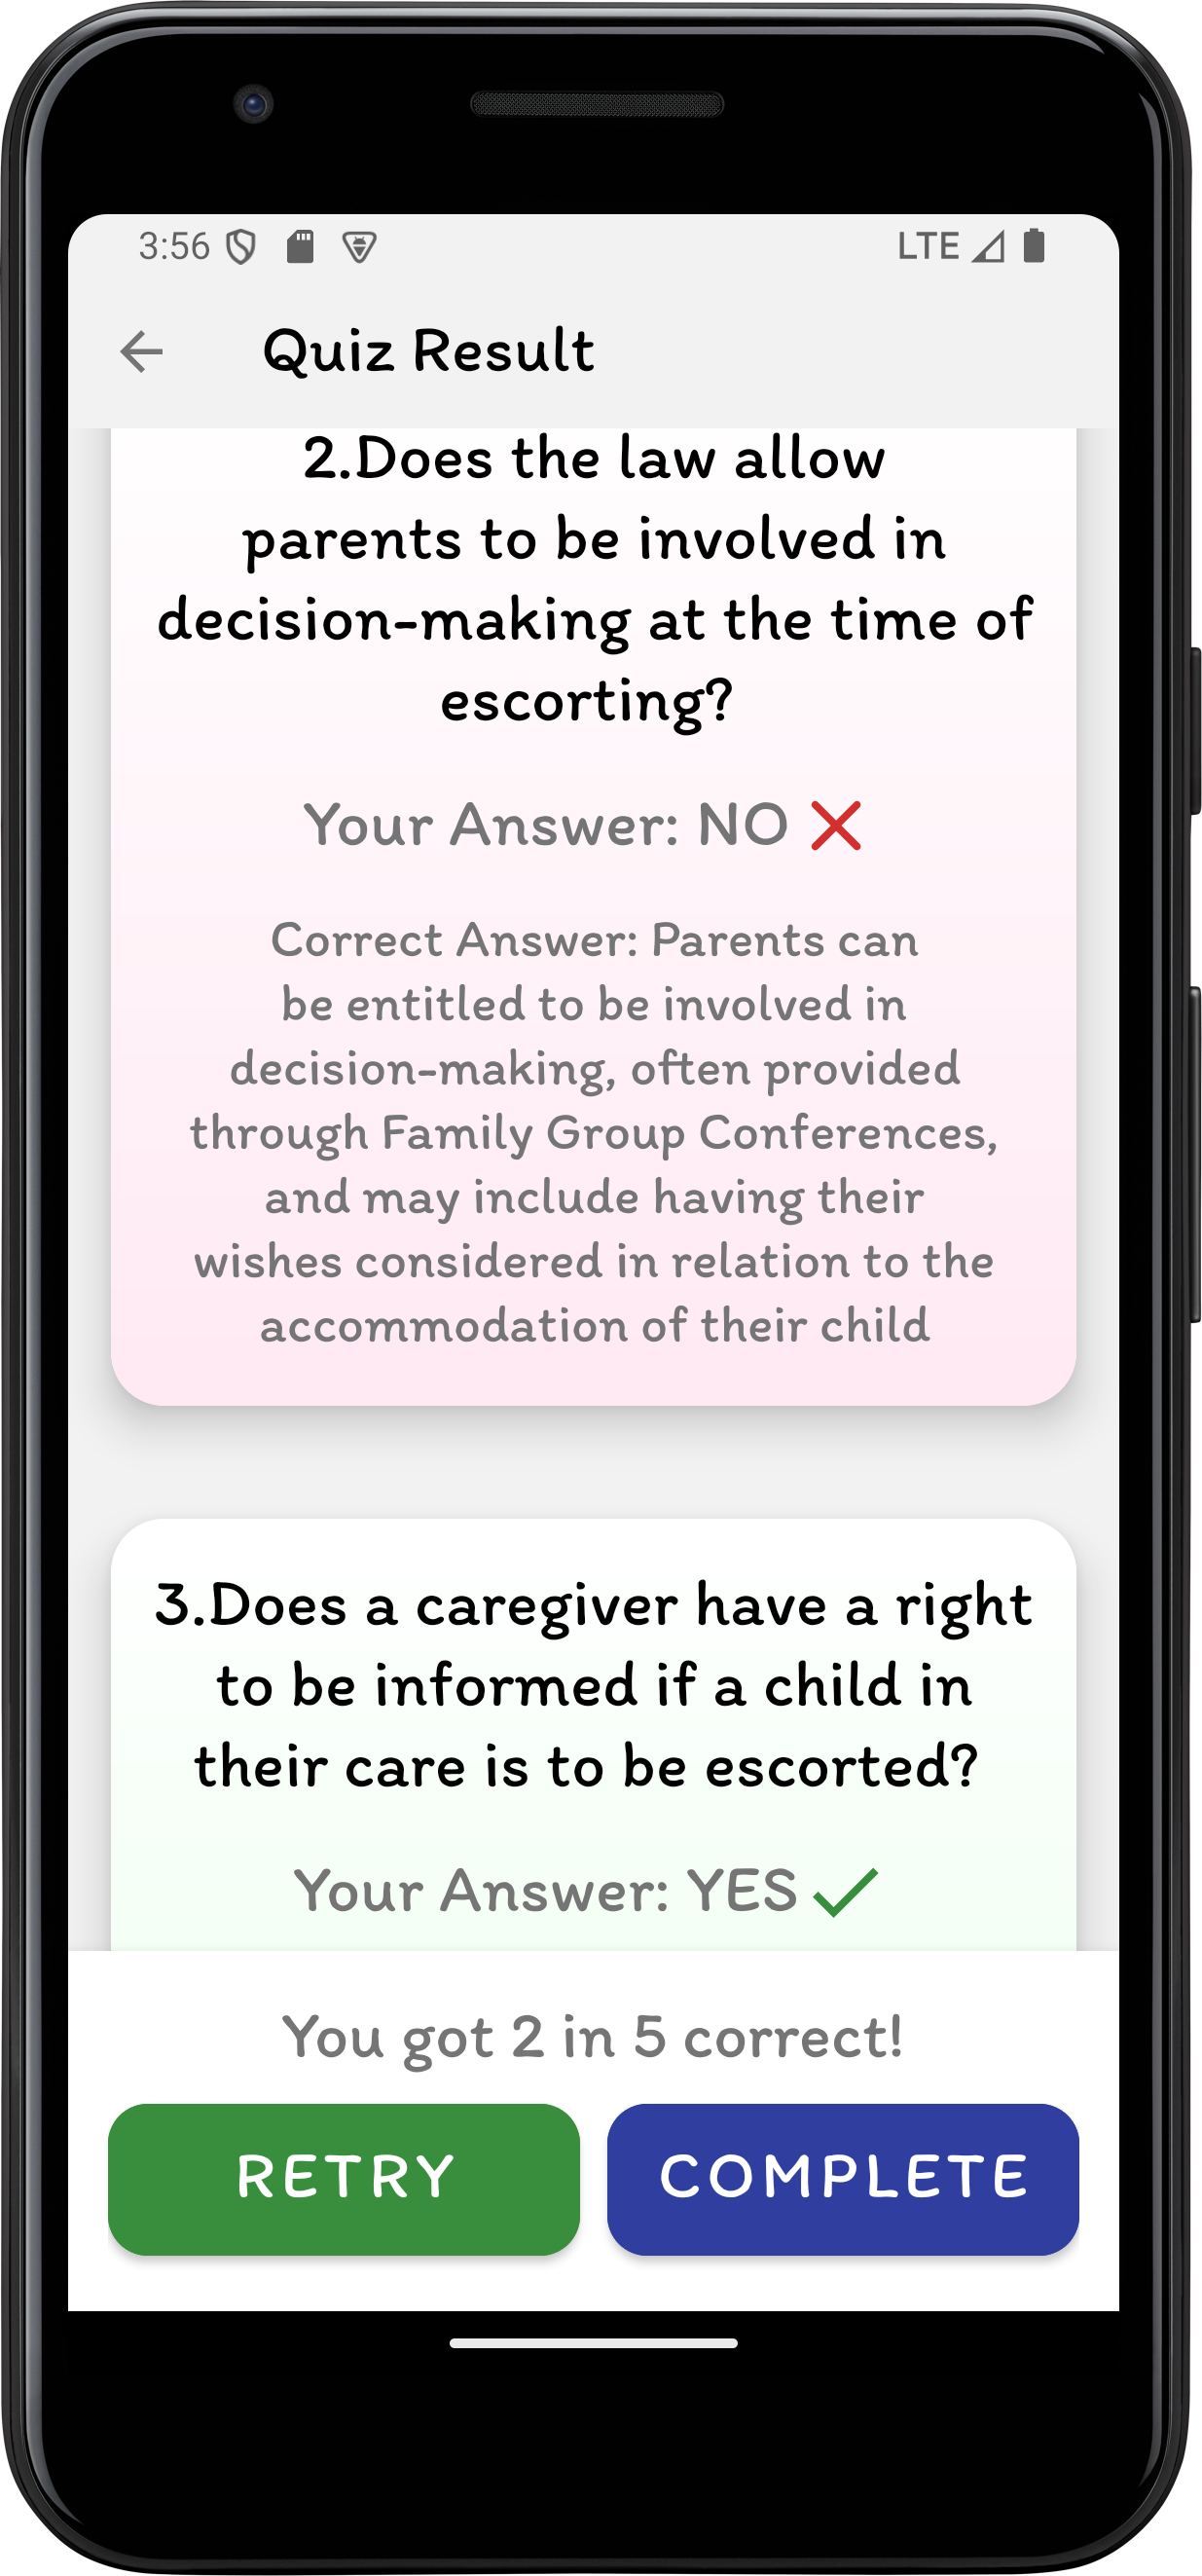 3:56 LTE
Quiz Result
2.Does the law allow
parents to be involved in
decision-making at the time of
escorting?
Your Answer: NO
Correct Answer: Parents can
be entitled to be involved in
decision-making, often provided
through Family Group Conferences,
and may include having their
wishes considered in relation to the
accommodation of their child
3.Does a caregiver have a right
to be informed if a child in
their care is to be escorted?
Your Answer: YES
You got 2 in 5 correct!
RETRY COMPLETE